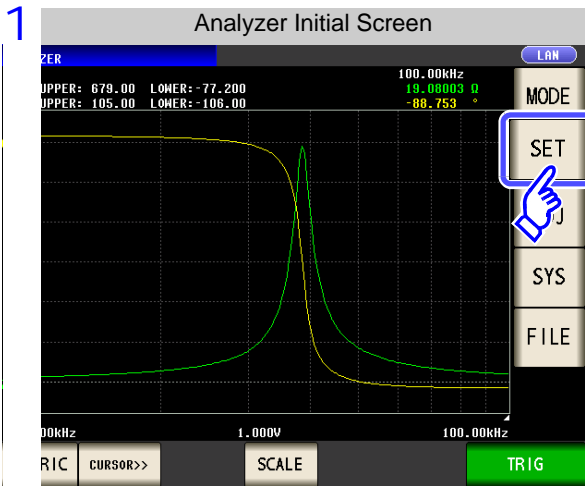 1
Analyzer Initial Screen
ZER
LAN
100.00kHz
UPPER: 679.00 LOWER:-77.200 19.08003 Ω
UPPER: 105.00 LOWER:-106.00 -88.753 °
MODE
SET
SYS
FILE
00kHz 1.000V 100.00kHz
RIC CURSOR>> SCALE TRIG